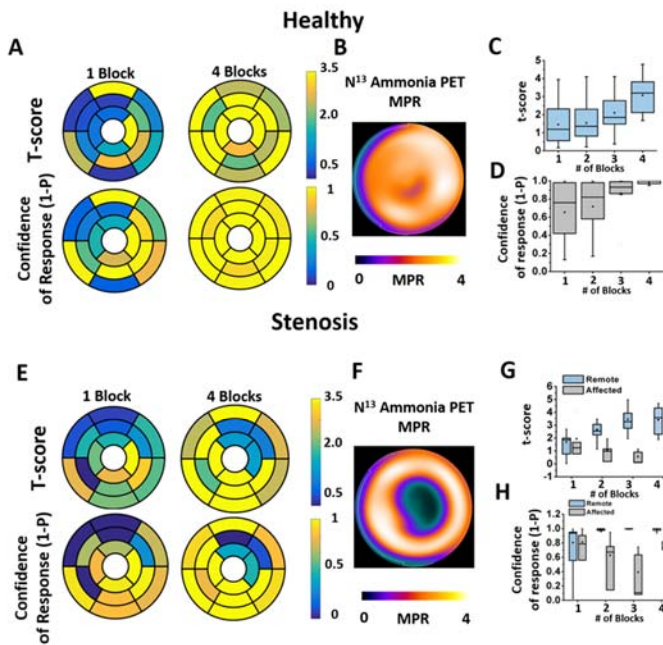 Healthy
A
1 Block
4 Blocks
T-score
3.5
2.0
0.5
Confidence
of Response (1-P)
1
0.5
0
B
N13 Ammonia PET
MPR
0
4
MPR
C
t-score
5
4
3
2
1
0
1 2 3 4
# of Blocks
D
Confidence
of response (1-P)
1.0
0.8
0.6
0.4
0.2
0.0
1 2 3 4
# of Blocks
Stenosis
E
1 Block
4 Blocks
T-score
3.5
2.0
0.5
Confidence
of Response (1-P)
1
0.5
0
F
N13 Ammonia PET
MPR
0
4
MPR
G
Remote
Affected
t-score
6
5
4
3
2
1
0
-1
1 2 3 4
# of Blocks
H
Remote
Affected
Confidence
of response (1-P)
1.0
0.8
0.6
0.4
0.2
0.0
1 2 3 4
# of Blocks